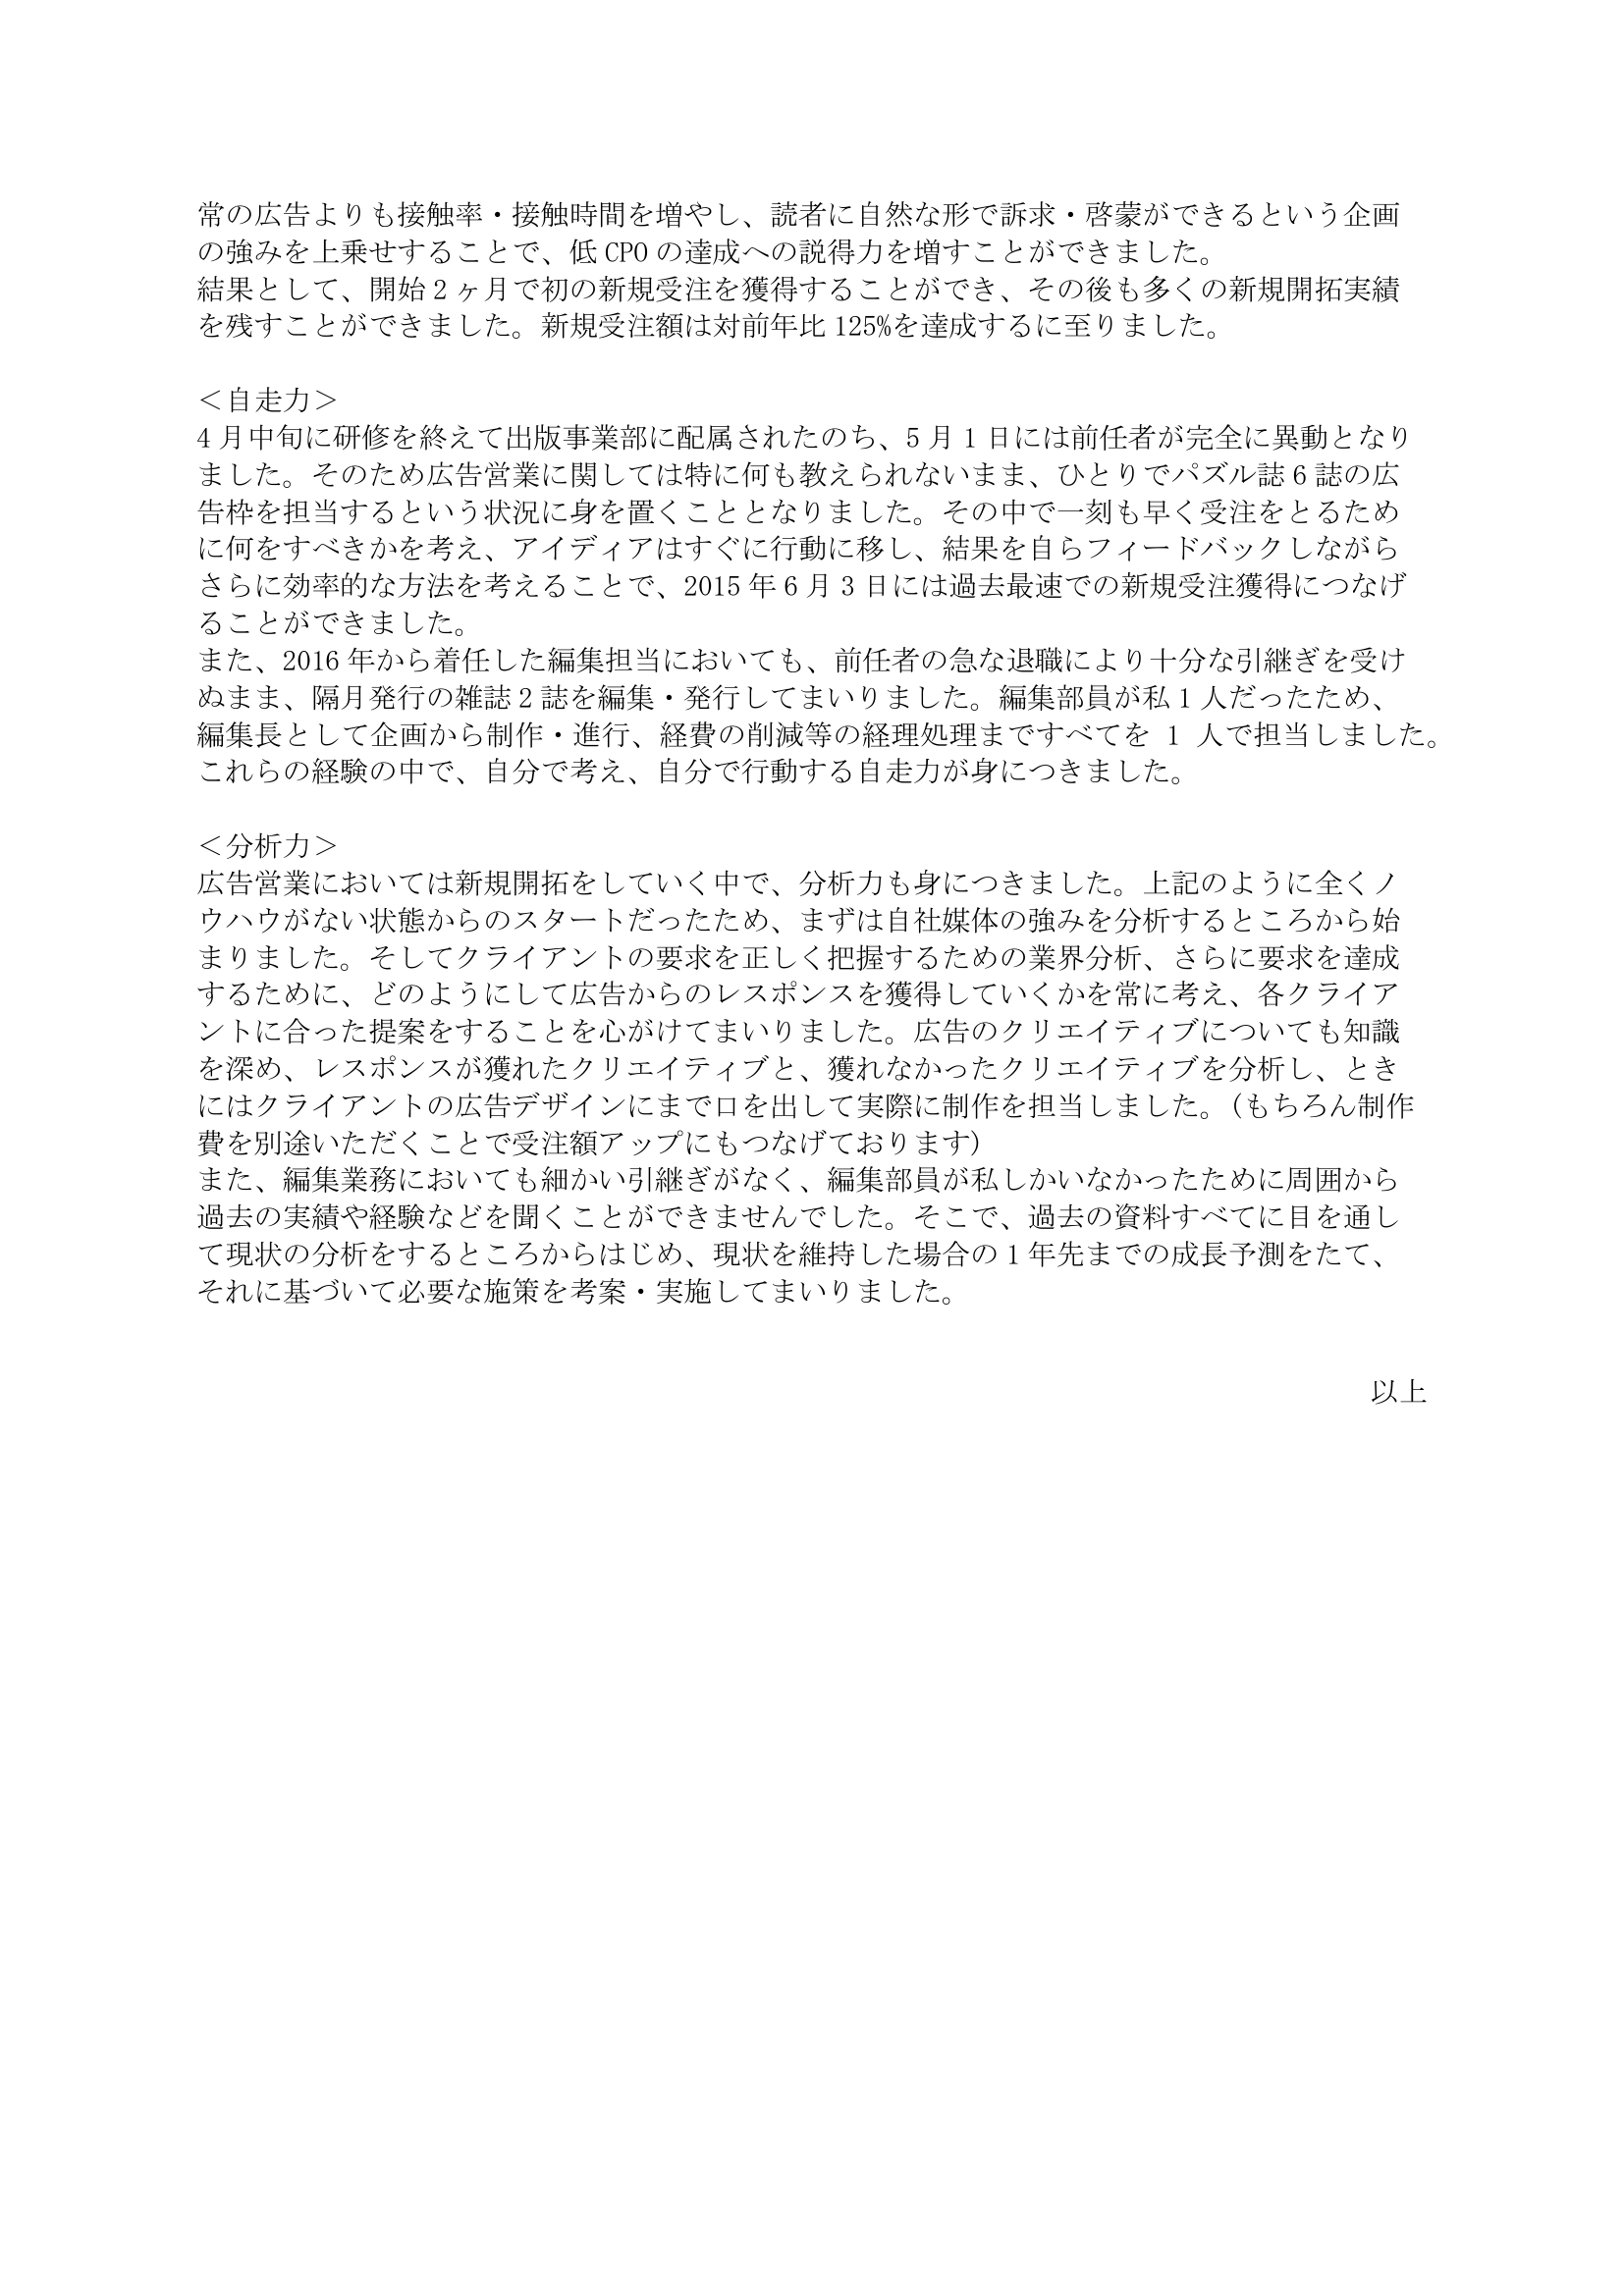 常の広告よりも接触率・接触時間を増やし、読者に自然な形で訴求・啓蒙ができるという企画
の強みを上乗せすることで、低 CPO の達成への説得力を増すことができました。
結果として、開始 2 ヶ月で初の新規受注を獲得することができ、その後も多くの新規開拓実績
を残すことができました。新規受注額は対前年比 125%を達成するに至りました。
＜自走力＞
4 月中旬に研修を終えて出版事業部に配属されたのち、5 月 1 日には前任者が完全に異動となり
ました。そのため広告営業に関しては特に何も教えられないまま、ひとりでパズル誌 6 誌の広
告枠を担当するという状況に身を置くこととなりました。その中で一刻も早く受注をとるため
に何をすべきかを考え、アイディアはすぐに行動に移し、結果を自らフィードバックしながら
さらに効率的な方法を考えることで、2015 年 6 月 3 日には過去最速での新規受注獲得につなげ
ることができました。
また、2016 年から着任した編集担当においても、前任者の急な退職により十分な引継ぎを受け
ぬまま、隔月発行の雑誌 2 誌を編集・発行してまいりました。編集部員が私 1 人だったため、
編集長として企画から制作・進行、経費の削減等の経理処理まですべてを 1 人で担当しました。
これらの経験の中で、自分で考え、自分で行動する自走力が身につきました。
＜分析力＞
広告営業においては新規開拓をしていく中で、分析力も身につきました。上記のように全くノ
ウハウがない状態からのスタートだったため、まずは自社媒体の強みを分析するところから始
まりました。そしてクライアントの要求を正しく把握するための業界分析、さらに要求を達成
するために、どのようにして広告からのレスポンスを獲得していくかを常に考え、各クライア
ントに合った提案をすることを心がけてまいりました。広告のクリエイティブについても知識
を深め、レスポンスが獲れたクリエイティブと、獲れなかったクリエイティブを分析し、とき
にはクライアントの広告デザインにまで口を出して実際に制作を担当しました。（もちろん制作
費を別途いただくことで受注額アップにもつなげております）
また、編集業務においても細かい引継ぎがなく、編集部員が私しかいなかったために周囲から
過去の実績や経験などを聞くことができませんでした。そこで、過去の資料すべてに目を通し
て現状の分析をするところからはじめ、現状を維持した場合の 1 年先までの成長予測をたて、
それに基づいて必要な施策を考案・実施してまいりました。
以上